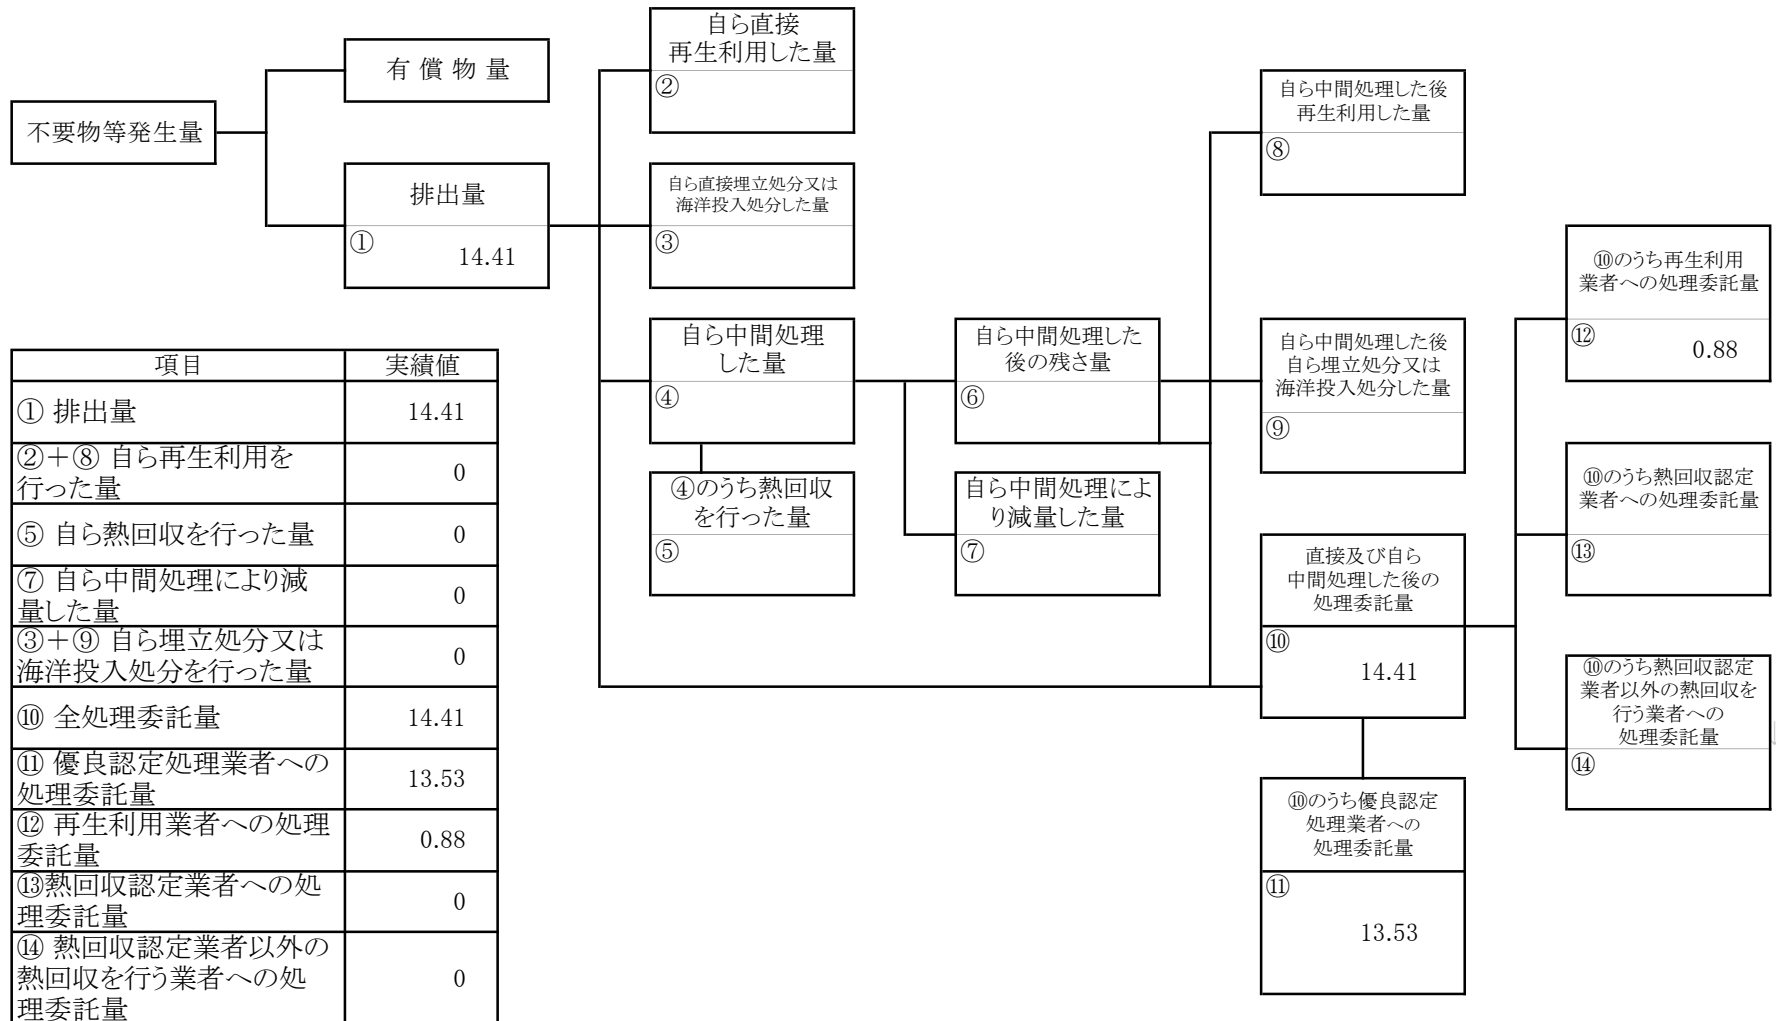 不要物等発生量
有 償 物 量
排出量
①
14.41
自ら直接
再生利用した量
②
自ら直接埋立処分又は
海洋投入処分した量
③
自ら中間処理
した量
④
④のうち熱回収
を行った量
⑤
自ら中間処理した
後の残さ量
⑥
自ら中間処理によ
り減量した量
⑦
自ら中間処理した後
再生利用した量
⑧
自ら中間処理した後
自ら埋立処分又は
海洋投入処分した量
⑨
直接及び自ら
中間処理した後の
処理委託量
⑩
14.41
⑩のうち優良認定
処理業者への
処理委託量
⑪
13.53
⑩のうち再生利用
業者への処理委託量
⑫
0.88
⑩のうち熱回収認定
業者への処理委託量
⑬
⑩のうち熱回収認定
業者以外の熱回収を
行う業者への
処理委託量
⑭
項目 実績値
① 排出量 14.41
②+⑧ 自ら再生利用を
行った量 0
⑤ 自ら熱回収を行った量 0
⑦ 自ら中間処理により減
量した量 0
③+⑨ 自ら埋立処分又は
海洋投入処分を行った量 0
⑩ 全処理委託量 14.41
⑪ 優良認定処理業者への
処理委託量 13.53
⑫ 再生利用業者への処理
委託量 0.88
⑬熱回収認定業者への処
理委託量 0
⑭ 熱回収認定業者以外の
熱回収を行う業者への処
理委託量 0